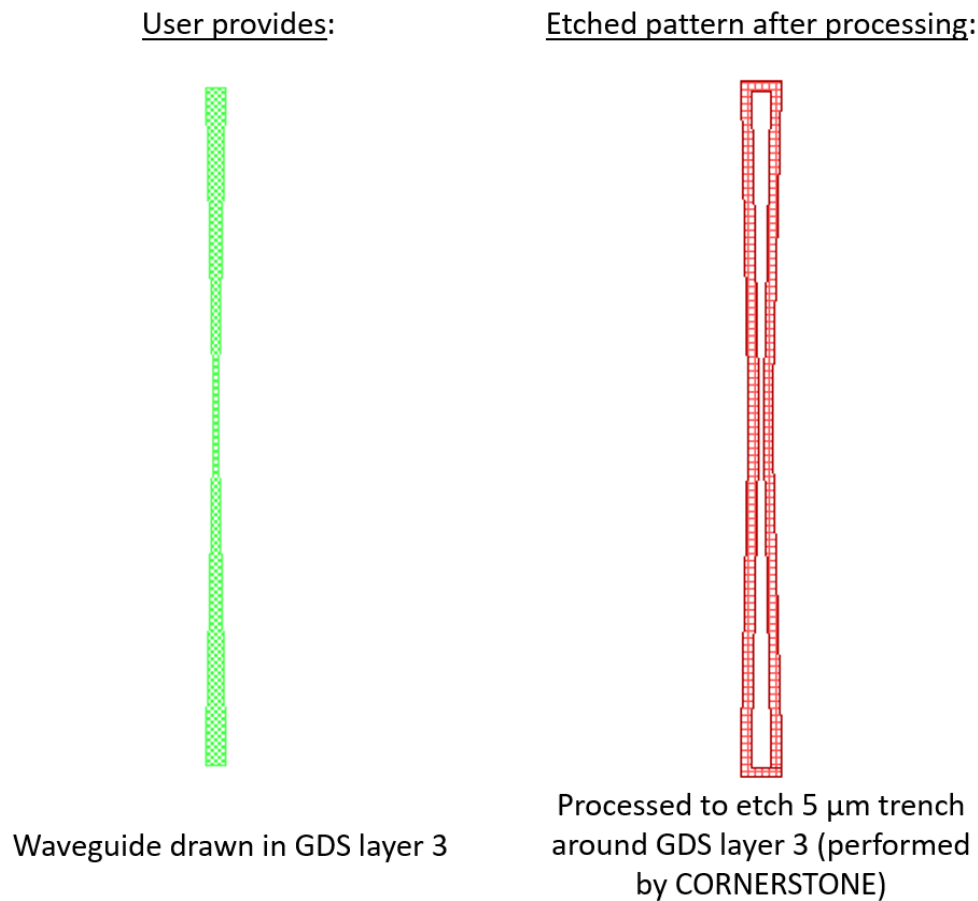 User provides:
Etched pattern after processing:
Waveguide drawn in GDS layer 3
Processed to etch 5 µm trench
around GDS layer 3 (performed
by CORNERSTONE)